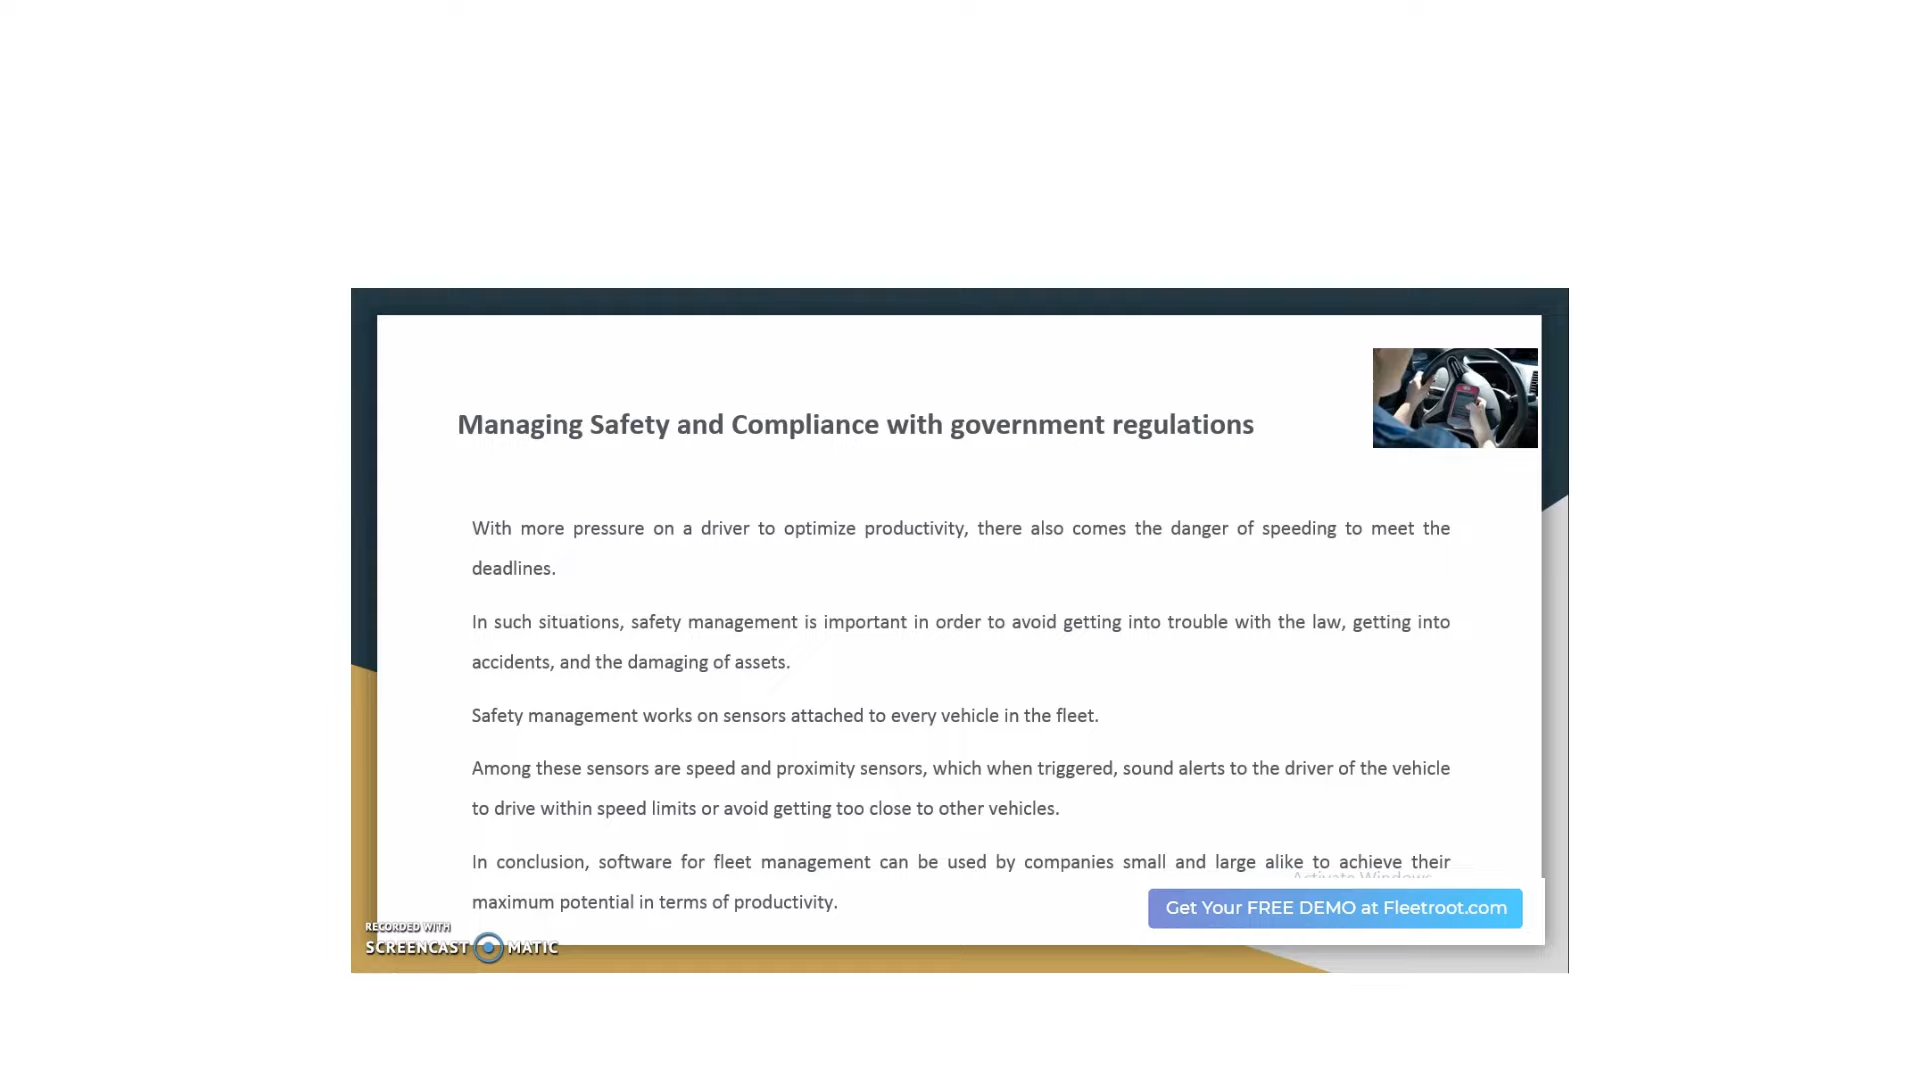 Managing Safety and Compliance with government regulations
With more pressure on a driver to optimize productivity, there also comes the danger of speeding to meet the
deadlines.
In such situations, safety management is important in order to avoid getting into trouble with the law, getting into
accidents, and the damaging of assets.
Safety management works on sensors attached to every vehicle in the fleet.
Among these sensors are speed and proximity sensors, which when triggered, sound alerts to the driver of the vehicle
to drive within speed limits or avoid getting too close to other vehicles.
In conclusion, software for fleet management can be used by companies small and large alike to achieve their
maximum potential in terms of productivity.
Activate Windows
Get Your FREE DEMO at Fleetroot.com
RECORDED WITH
SCREENCAST MATIC